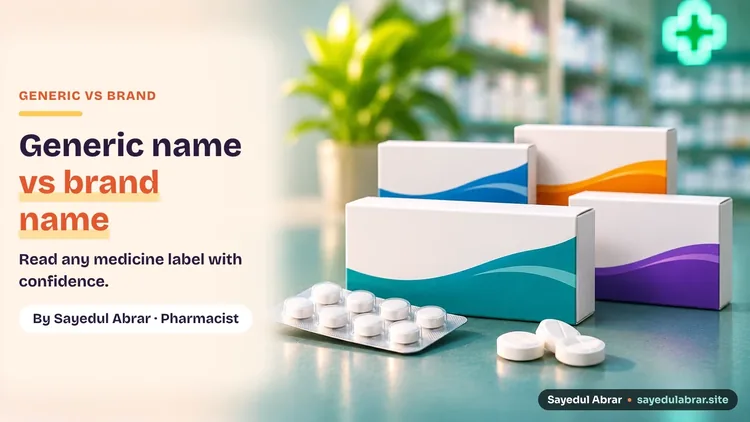 GENERIC VS BRAND
Generic name
vs brand
name
Read any medicine label with
confidence.
By Sayedul Abrar · Pharmacist
Sayedul Abrar • sayedulabrar.site